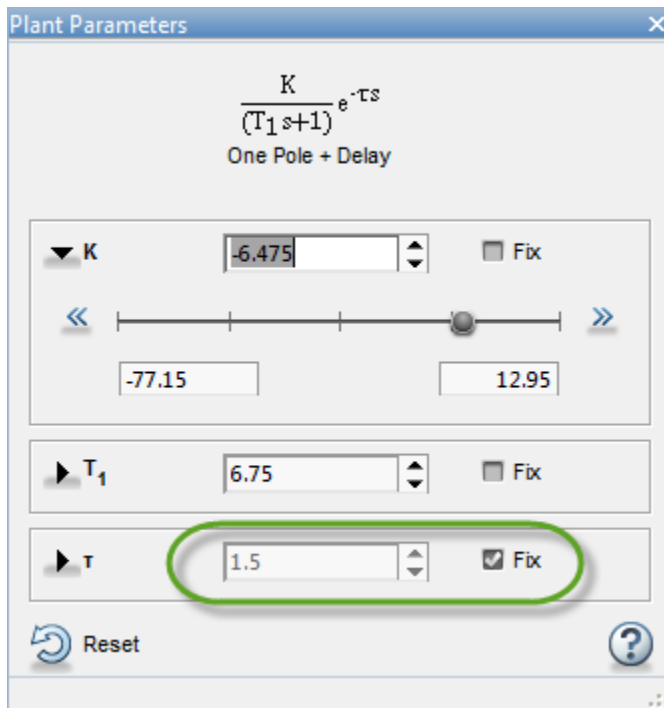 Plant Parameters
K
(T1s+1) e-τs
One Pole + Delay
K -6.475 Fix
-77.15 12.95
T1 6.75 Fix
τ 1.5 Fix
Reset
?